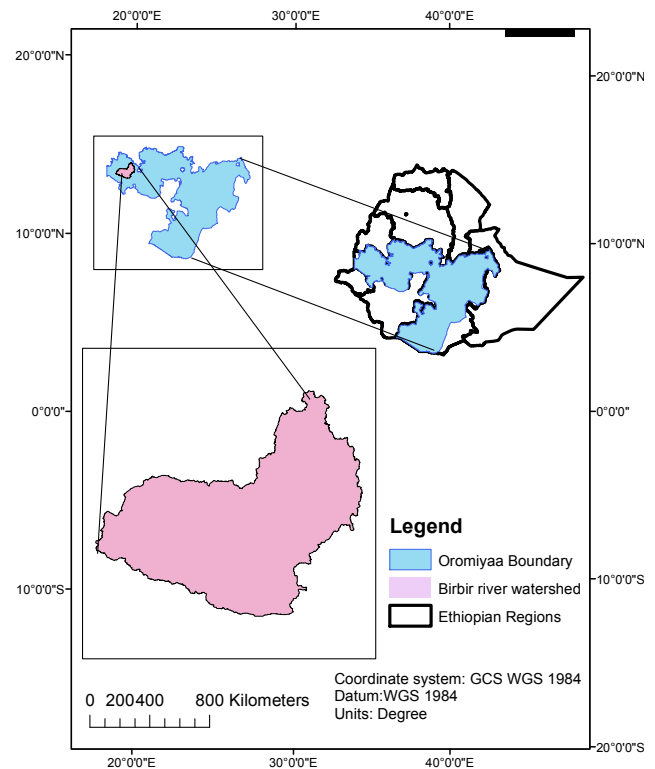 20°0'0"E 30°0'0"E 40°0'0"E
20°0'0"N
20°0'0"N
10°0'0"N
10°0'0"N
0°0'0"
0°0'0"
Legend
Oromiyaa Boundary
Birbir river watershed
Ethiopian Regions
10°0'0"S
10°0'0"S
Coordinate system: GCS WGS 1984
Datum:WGS 1984
Units: Degree
0 200400 800 Kilometers
20°0'0"S
20°0'0"E 30°0'0"E 40°0'0"E